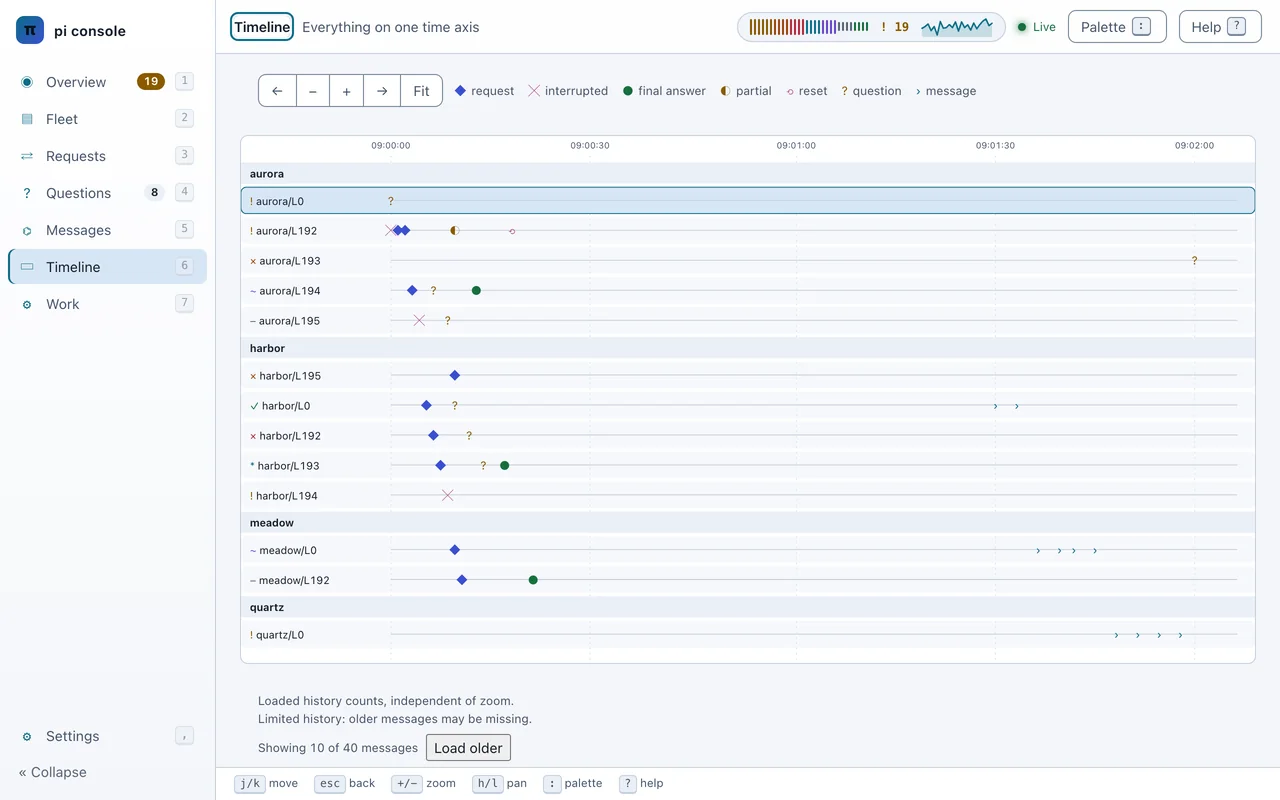 π pi console
Overview 19 1
Fleet 2
Requests 3
? Questions 8 4
Messages 5
Timeline 6
Work 7
Settings ,
« Collapse
Timeline Everything on one time axis
! 19
Live
Palette :
Help ?
← − + → Fit
request interrupted final answer partial reset ? question › message
09:00:00 09:00:30 09:01:00 09:01:30 09:02:00
aurora
! aurora/L0 ?
! aurora/L192
× aurora/L193 ?
~ aurora/L194 ?
– aurora/L195 ?
harbor
× harbor/L195
✓ harbor/L0 ? › ›
× harbor/L192 ?
* harbor/L193 ?
! harbor/L194
meadow
~ meadow/L0 › › › ›
– meadow/L192
quartz
! quartz/L0 › › › ›
Loaded history counts, independent of zoom.
Limited history: older messages may be missing.
Showing 10 of 40 messages Load older
j/k move esc back +/− zoom h/l pan : palette ? help